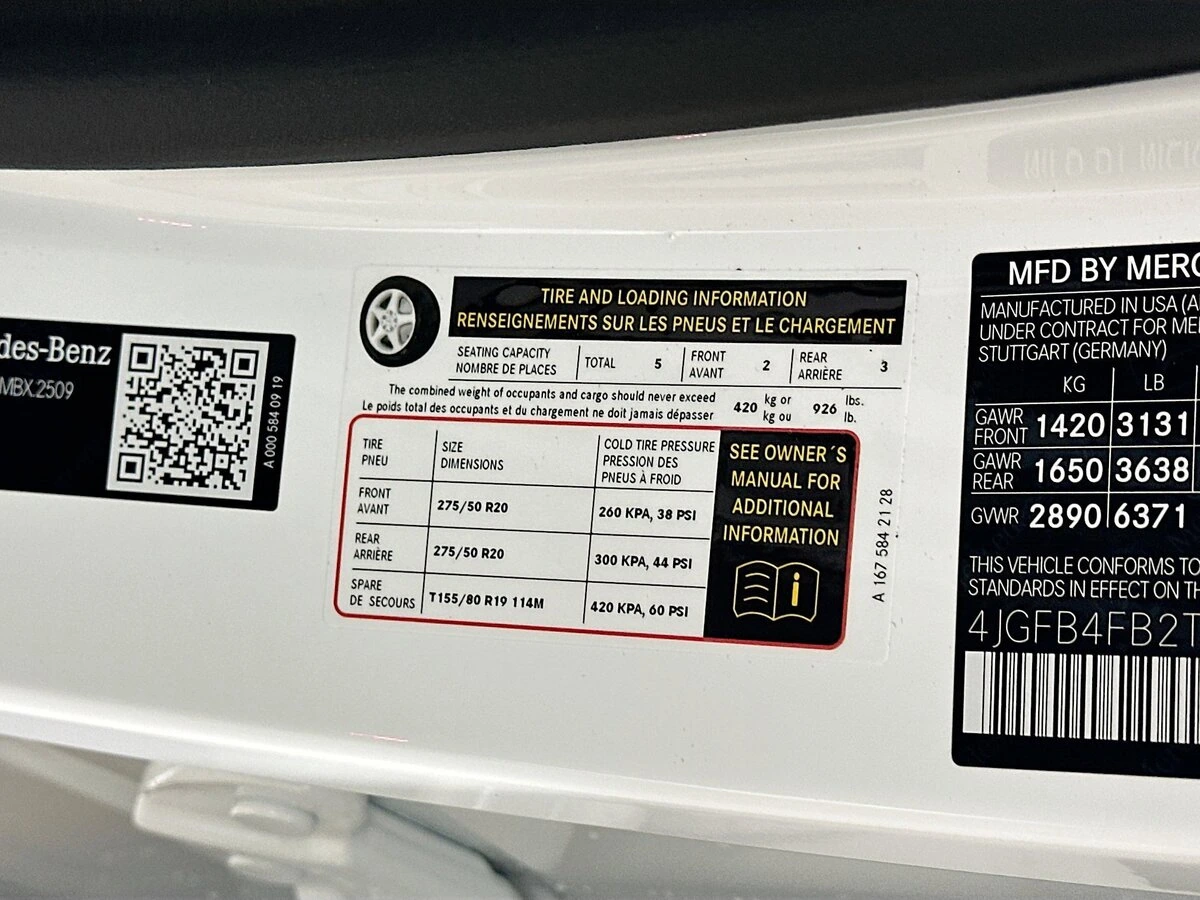 des-Benz
MBX.2509
A 000 584 09 19
TIRE AND LOADING INFORMATION
RENSEIGNEMENTS SUR LES PNEUS ET LE CHARGEMENT
SEATING CAPACITY
NOMBRE DE PLACES
TOTAL 5
FRONT
AVANT
2
REAR
ARRIÈRE
3
The combined weight of occupants and cargo should never exceed
Le poids total des occupants et du chargement ne doit jamais dépasser
420
kg or
kg ou
926
lbs.
lb.
TIRE
PNEU
SIZE
DIMENSIONS
COLD TIRE PRESSURE
PRESSION DES
PNEUS À FROID
FRONT
AVANT
275/50 R20
260 KPA, 38 PSI
REAR
ARRIÈRE
275/50 R20
300 KPA, 44 PSI
SPARE
DE SECOURS
T155/80 R19 114M
420 KPA, 60 PSI
SEE OWNER´S
MANUAL FOR
ADDITIONAL
INFORMATION
i
A 167 584 21 28
MFD BY MERC
MANUFACTURED IN USA (A
UNDER CONTRACT FOR ME
STUTTGART (GERMANY)
KG LB
GAWR
FRONT
1420 3131
GAWR
REAR
1650 3638
GVWR 2890 6371
THIS VEHICLE CONFORMS TO
STANDARDS IN EFFECT ON TH
4JGFB4FB2T